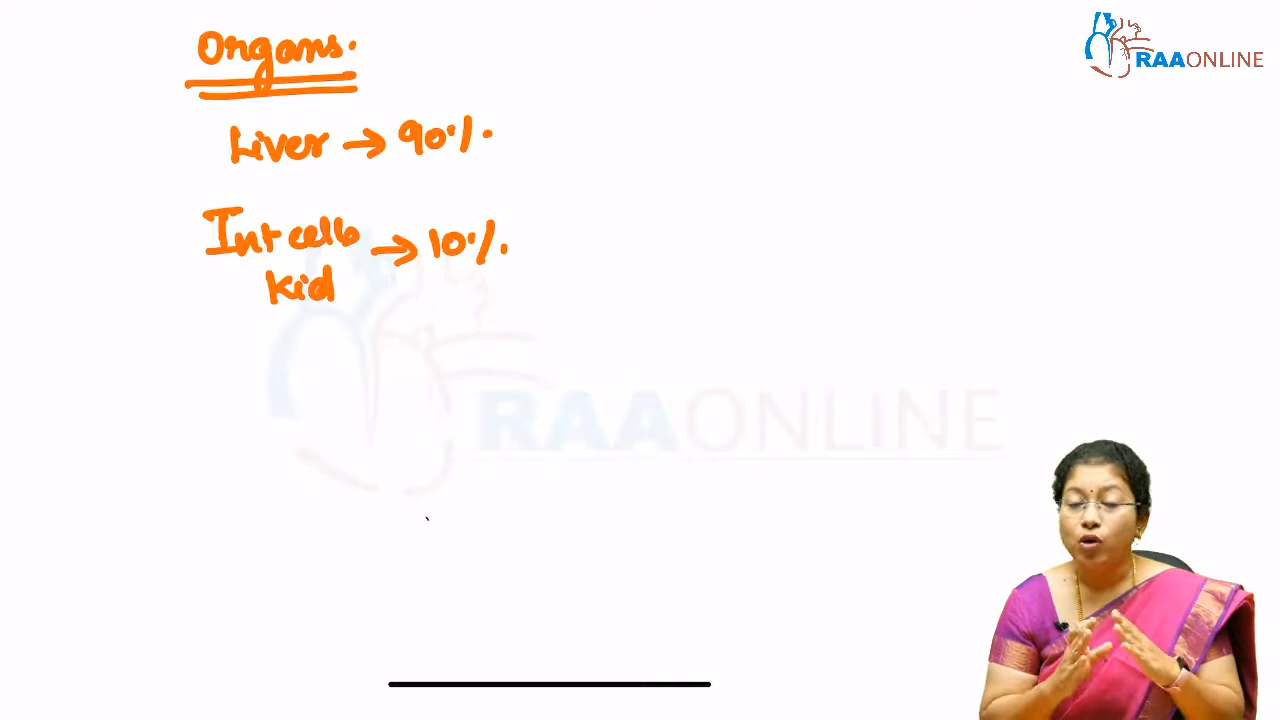 Organs.
RAAONLINE
Liver → 90%.
Int cells → 10%.
Kid
RAAONLINE